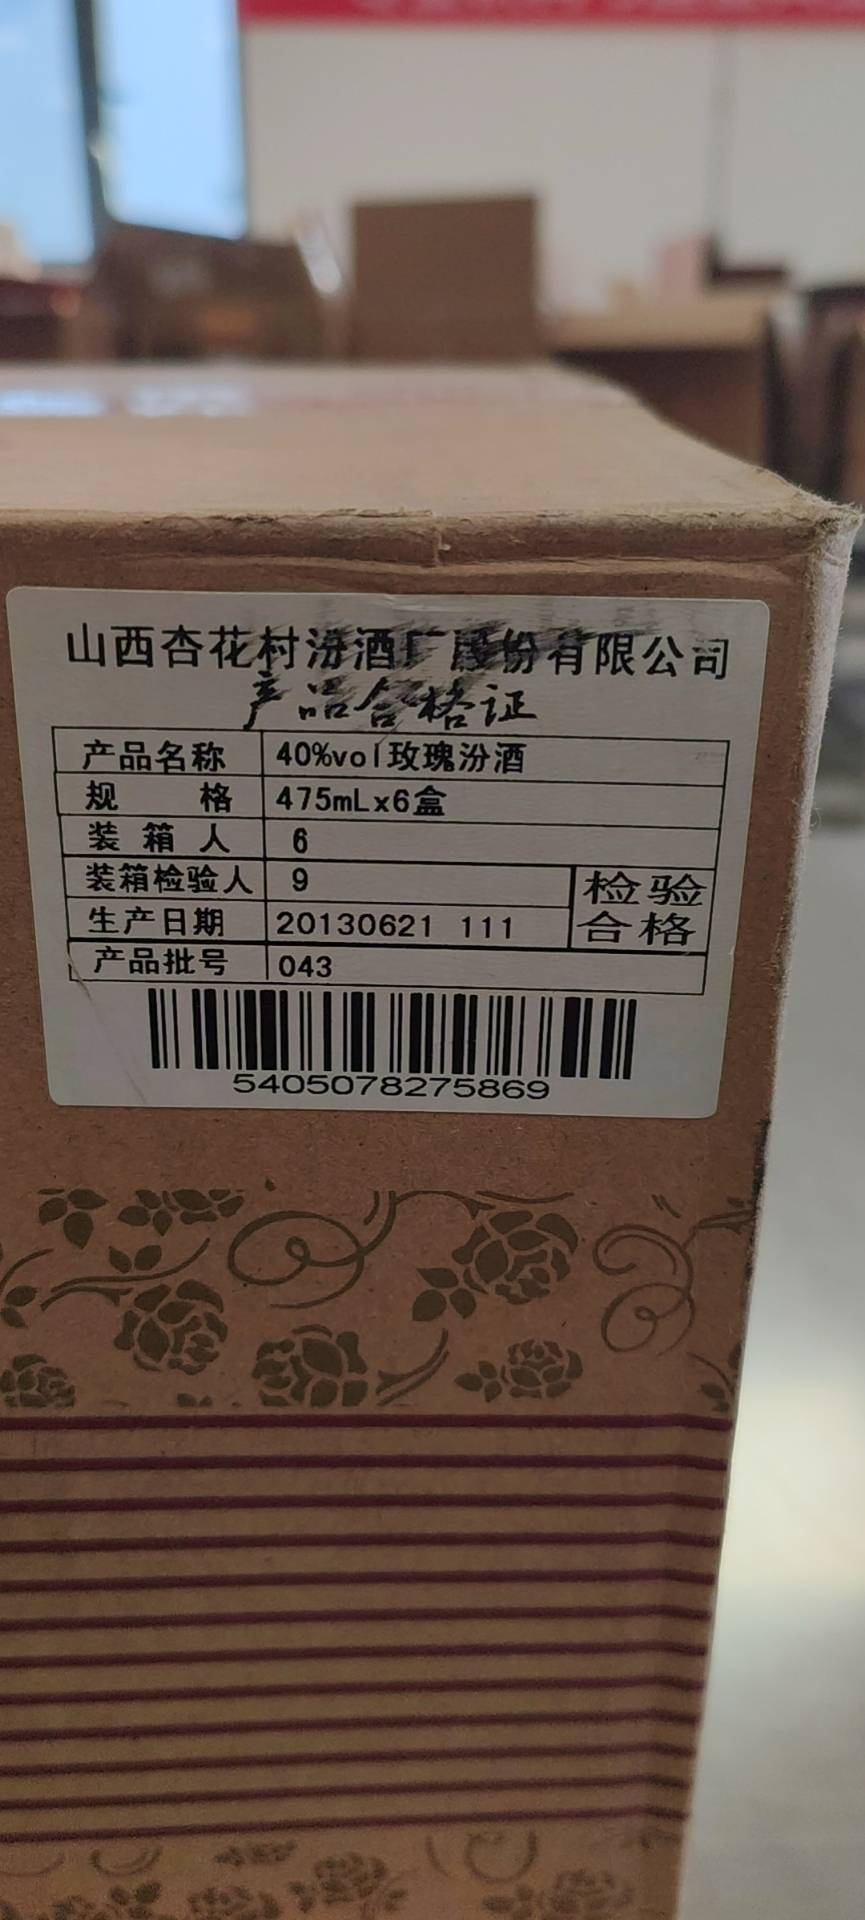 山西杏花村汾酒厂股份有限公司
产品合格证
产品名称 40%vol玫瑰汾酒
规 格 475mLx6盒
装箱人 6
装箱检验人 9 检验
生产日期 20130621 111 合格
产品批号 043
5405078275869